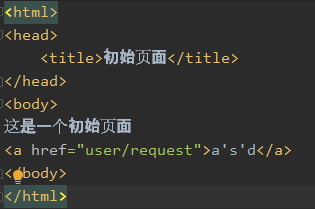 <html>
<head>
    <title>初始页面</title>
</head>
<body>
这是一个初始页面
<a href="user/request">a's'd</a>
</body>
</html>